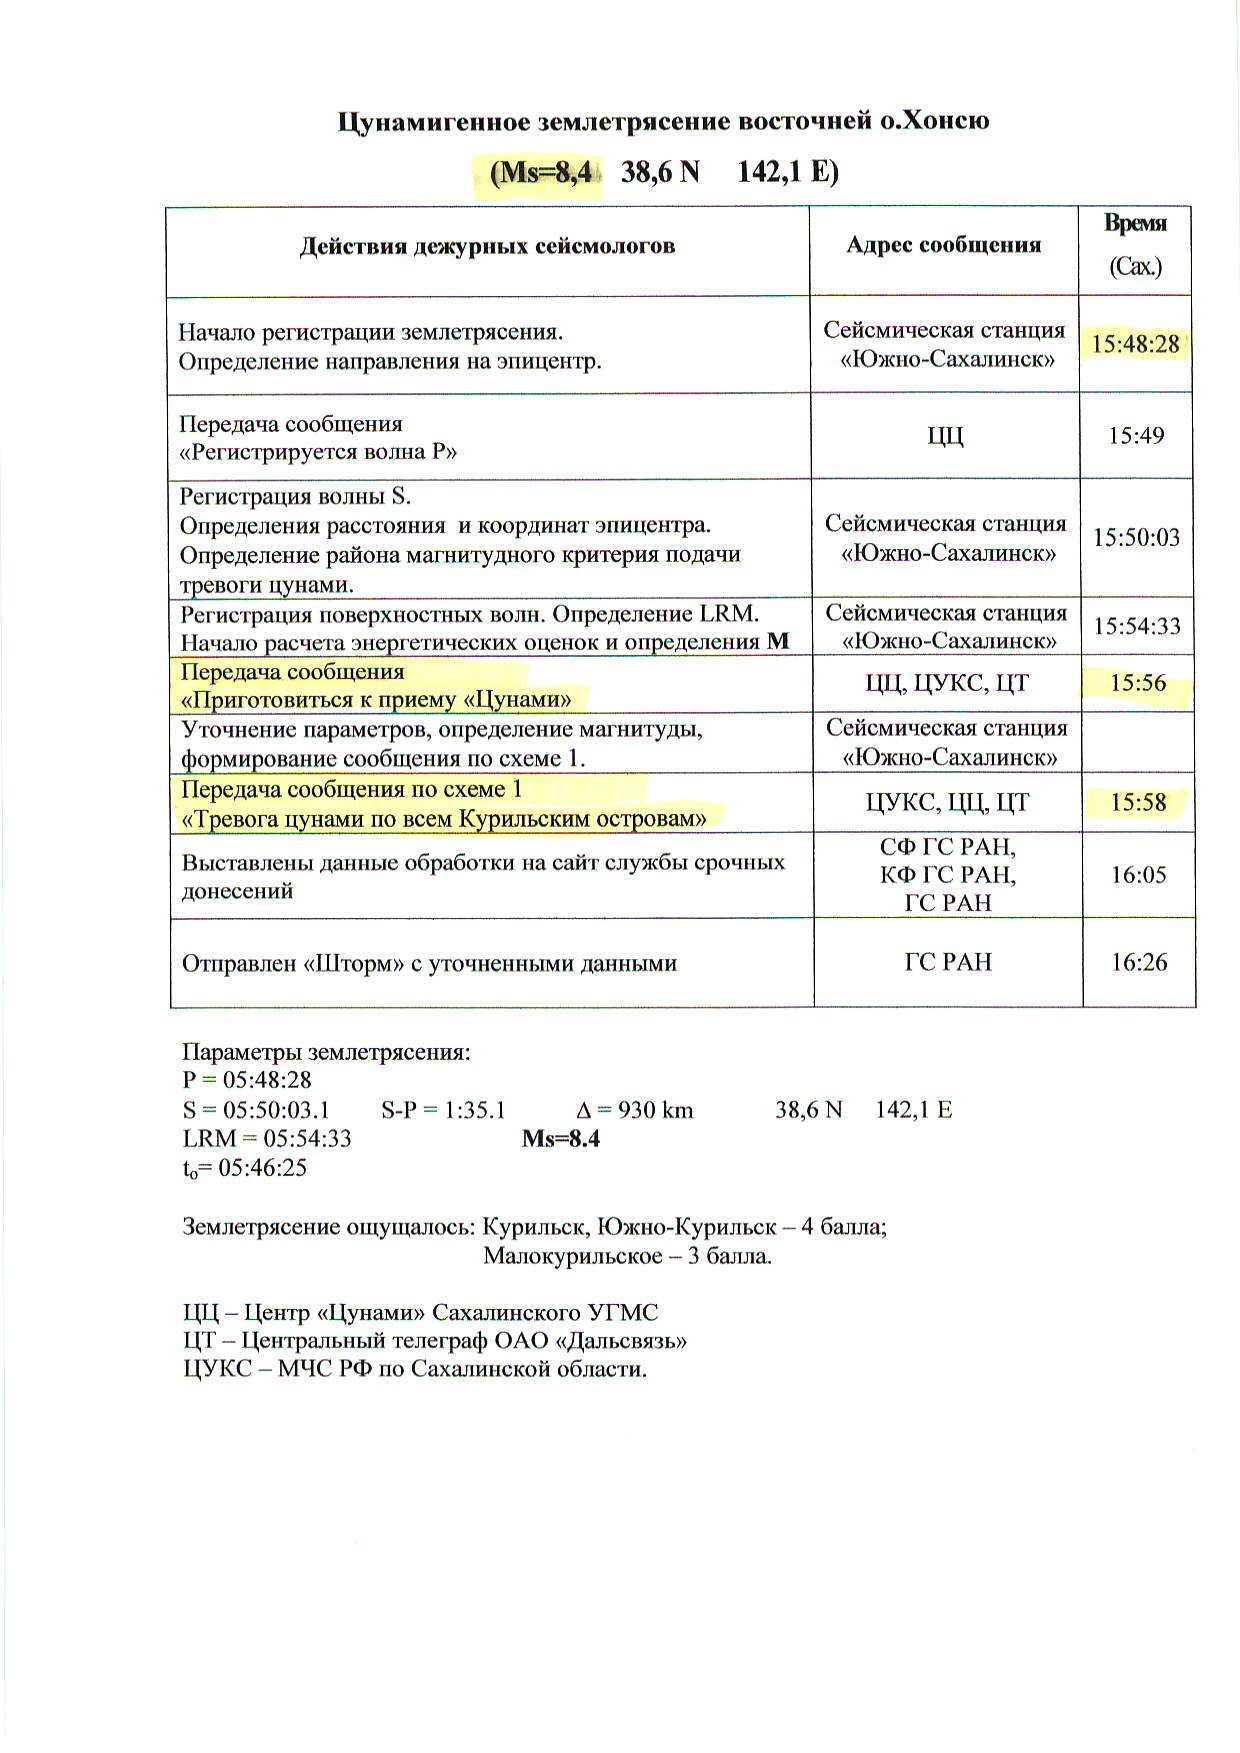 Цунамигенное землетрясение восточней о.Хонсю
(Ms=8,4 38,6 N 142,1 E)
Действия дежурных сейсмологов
Адрес сообщения
Время
(Сах.)
Начало регистрации землетрясения.
Определение направления на эпицентр.
Сейсмическая станция
«Южно-Сахалинск»
15:48:28
Передача сообщения
«Регистрируется волна Р»
ЦЦ
15:49
Регистрация волны S.
Определения расстояния и координат эпицентра.
Определение района магнитудного критерия подачи
тревоги цунами.
Сейсмическая станция
«Южно-Сахалинск»
15:50:03
Регистрация поверхностных волн. Определение LRM.
Начало расчета энергетических оценок и определения М
Сейсмическая станция
«Южно-Сахалинск»
15:54:33
Передача сообщения
«Приготовиться к приему «Цунами»
ЦЦ, ЦУКС, ЦТ
15:56
Уточнение параметров, определение магнитуды,
формирование сообщения по схеме 1.
Сейсмическая станция
«Южно-Сахалинск»
Передача сообщения по схеме 1
«Тревога цунами по всем Курильским островам»
ЦУКС, ЦЦ, ЦТ
15:58
Выставлены данные обработки на сайт службы срочных
донесений
СФ ГС РАН,
КФ ГС РАН,
ГС РАН
16:05
Отправлен «Шторм» с уточненными данными
ГС РАН
16:26
Параметры землетрясения:
P = 05:48:28
S = 05:50:03.1 S-P = 1:35.1 Δ = 930 km 38,6 N 142,1 E
LRM = 05:54:33 Ms=8.4
to= 05:46:25
Землетрясение ощущалось: Курильск, Южно-Курильск – 4 балла;
Малокурильское – 3 балла.
ЦЦ – Центр «Цунами» Сахалинского УГМС
ЦТ – Центральный телеграф ОАО «Дальсвязь»
ЦУКС – МЧС РФ по Сахалинской области.